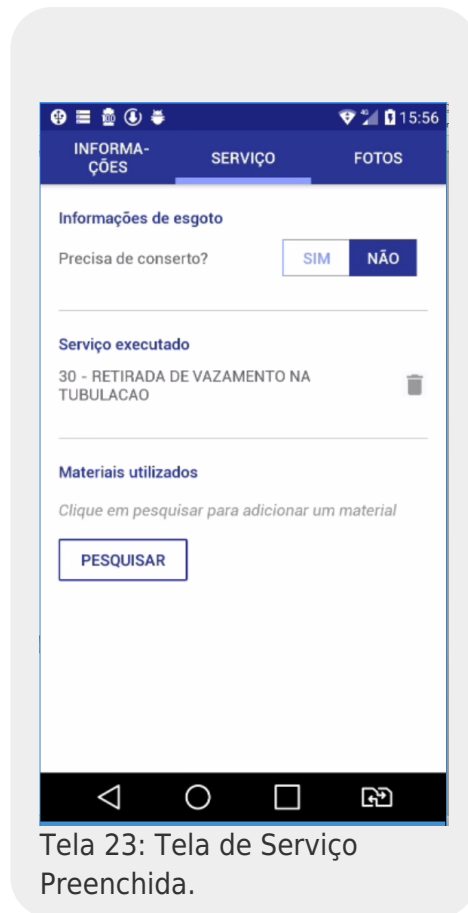 15:56
INFORMA-
ÇÕES
SERVIÇO
FOTOS
Informações de esgoto
Precisa de conserto?
SIM
NÃO
Serviço executado
30 - RETIRADA DE VAZAMENTO NA
TUBULACAO
Materiais utilizados
Clique em pesquisar para adicionar um material
PESQUISAR
Tela 23: Tela de Serviço
Preenchida.